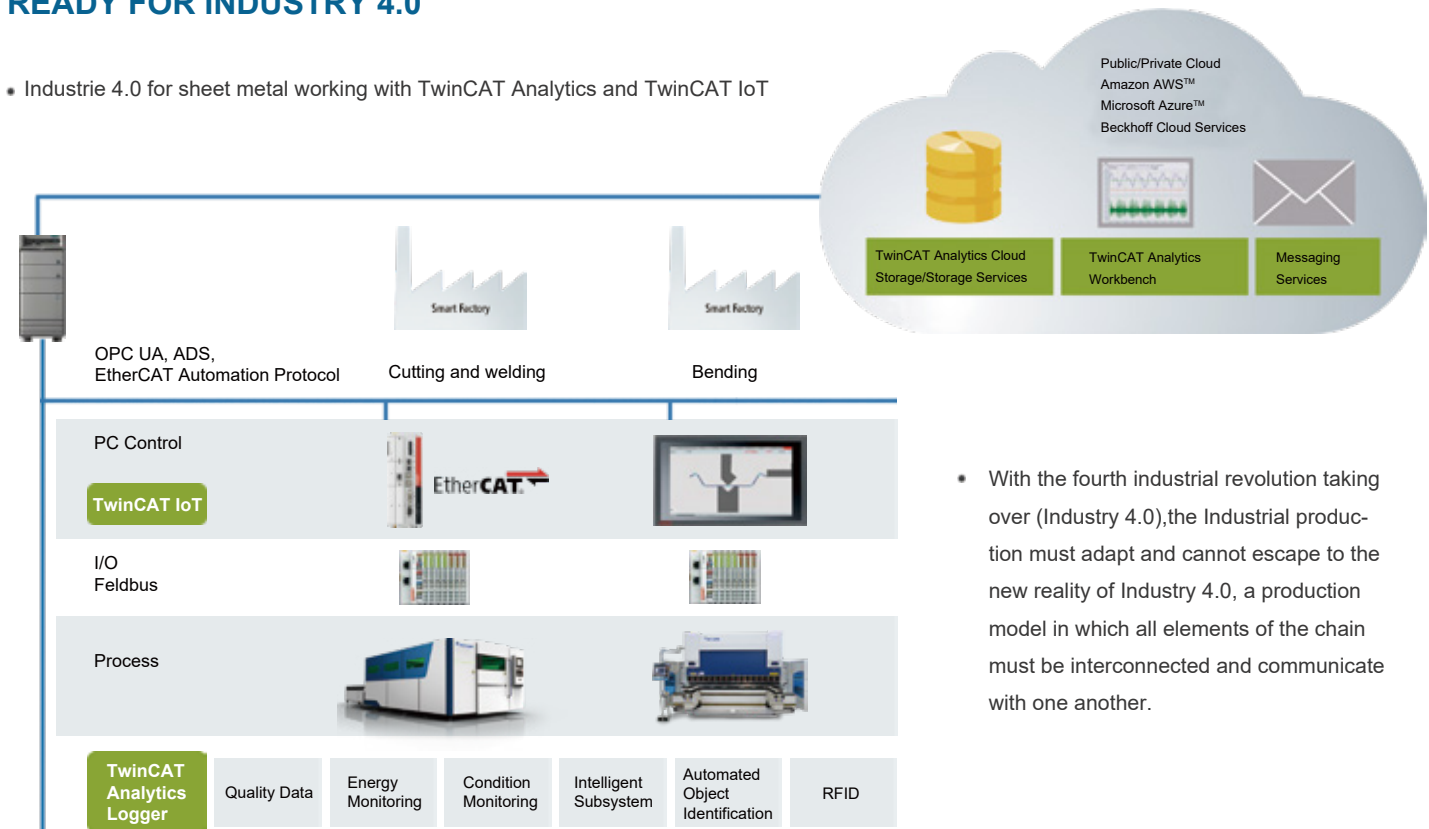 READY FOR INDUSTRY 4.0
• Industrie 4.0 for sheet metal working with TwinCAT Analytics and TwinCAT IoT
Public/Private Cloud
Amazon AWS™
Microsoft Azure™
Beckhoff Cloud Services
TwinCAT Analytics Cloud
Storage/Storage Services
TwinCAT Analytics
Workbench
Messaging
Services
Smart Factory
Smart Factory
OPC UA, ADS,
EtherCAT Automation Protocol
Cutting and welding
Bending
PC Control
TwinCAT IoT
EtherCAT.
I/O
Feldbus
Process
TwinCAT
Analytics
Logger
Quality Data
Energy
Monitoring
Condition
Monitoring
Intelligent
Subsystem
Automated
Object
Identification
RFID
• With the fourth industrial revolution taking
over (Industry 4.0),the Industrial produc-
tion must adapt and cannot escape to the
new reality of Industry 4.0, a production
model in which all elements of the chain
must be interconnected and communicate
with one another.